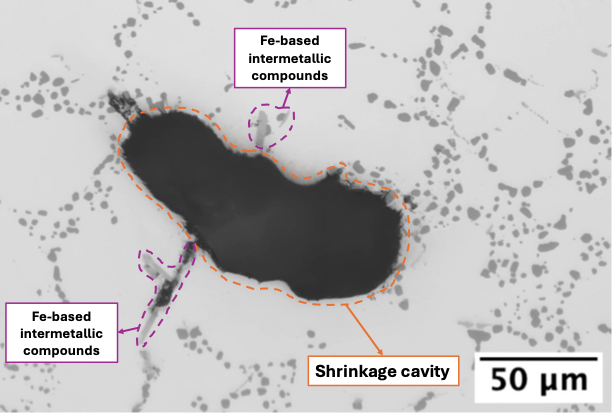 Fe-based
intermetallic
compounds
Fe-based
intermetallic
compounds
Shrinkage cavity
50 µm